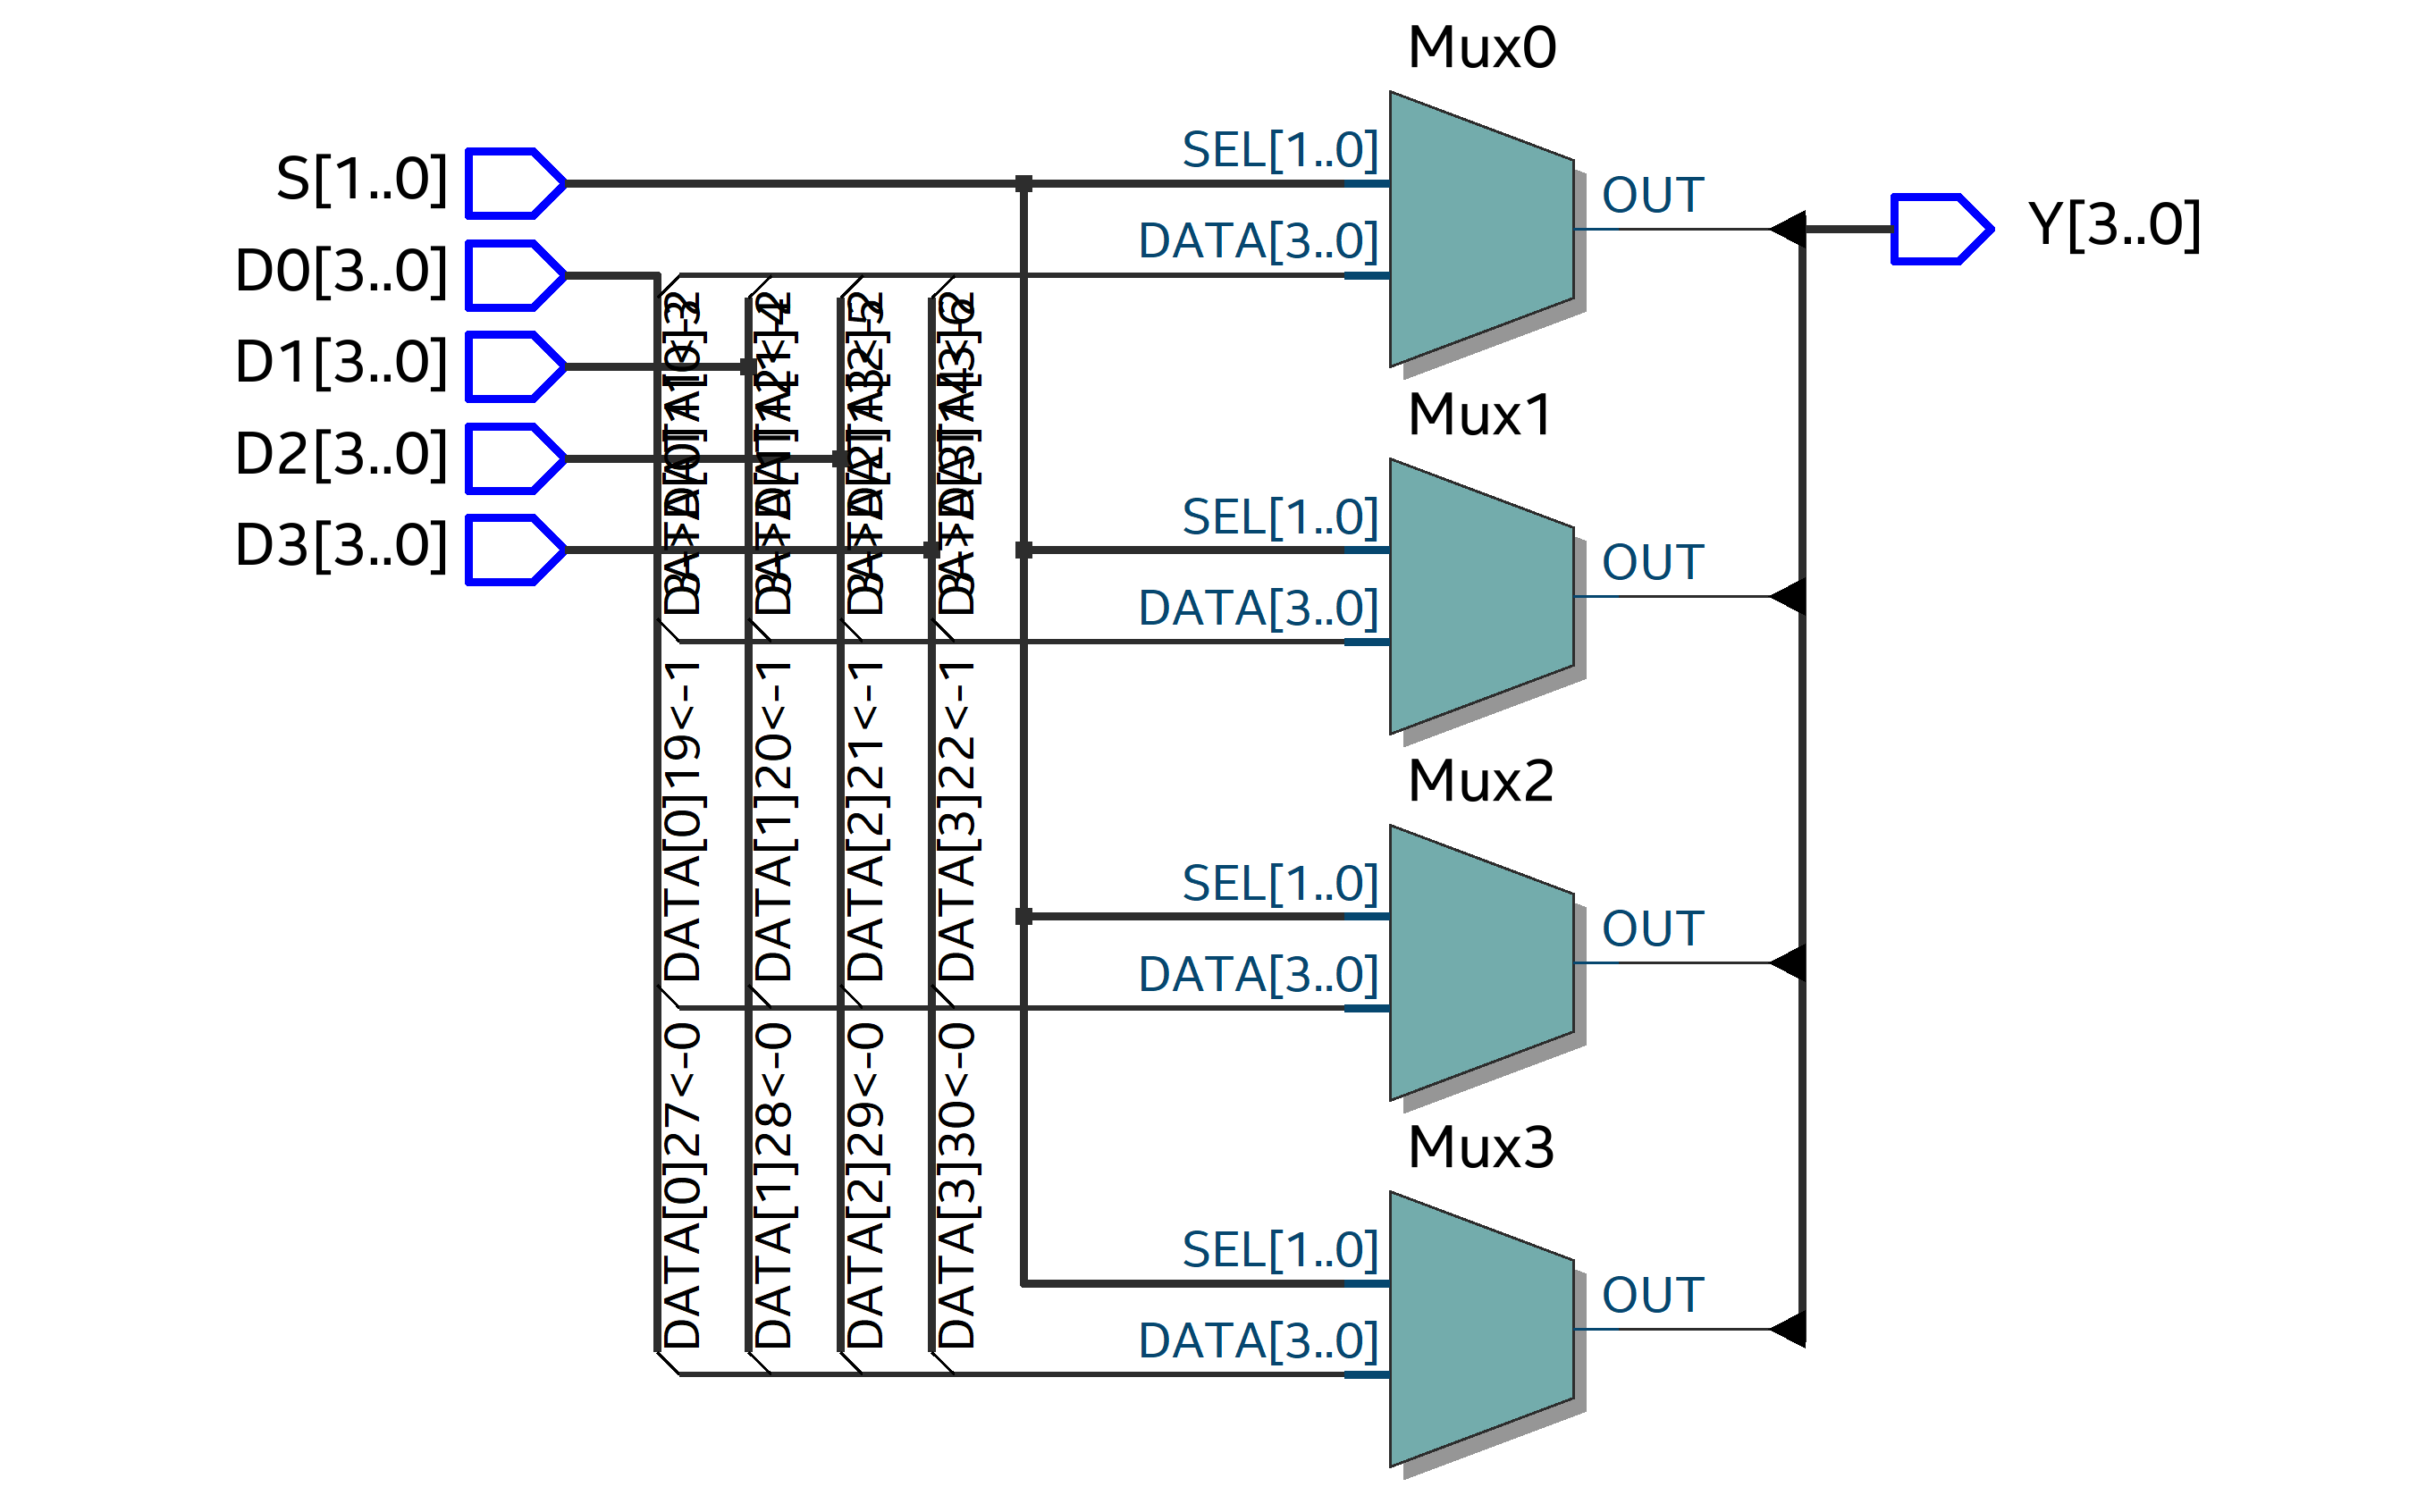 Mux0
S[1..0]
SEL[1..0]
OUT
Y[3..0]
D0[3..0]
DATA[3..0]
D1[3..0]
Mux1
D2[3..0]
D3[3..0]
SEL[1..0]
OUT
DATA[3..0]
DATA[0]19<-1
DATA[1]20<-1
DATA[2]21<-1
DATA[3]22<-1
Mux2
SEL[1..0]
OUT
DATA[3..0]
DATA[0]27<-0
DATA[1]28<-0
DATA[2]29<-0
DATA[3]30<-0
Mux3
SEL[1..0]
OUT
DATA[3..0]